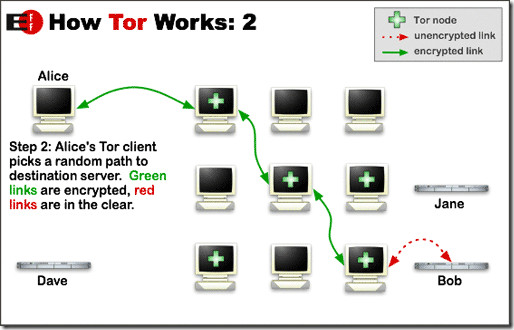 EFF How Tor Works: 2
Tor node
unencrypted link
encrypted link
Alice
Step 2: Alice's Tor client
picks a random path to
destination server. Green
links are encrypted, red
links are in the clear.
Jane
Dave
Bob